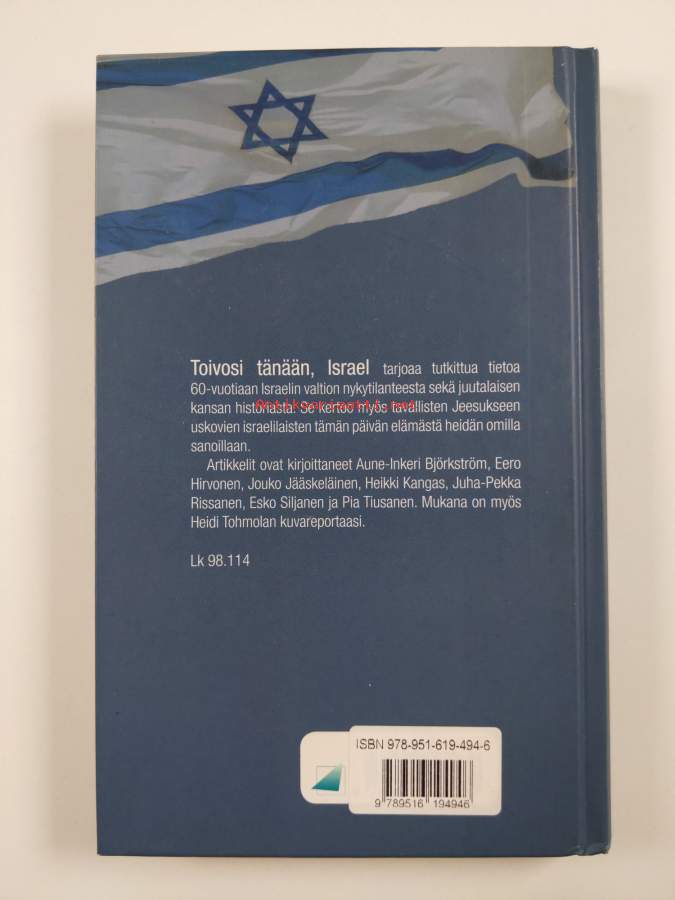 Toivosi tänään, Israel tarjoaa tutkittua tietoa
60-vuotiaan Israelin valtion nykytilanteesta sekä juutalaisen
kansan historiasta. Se kertoo myös tavallisten Jeesukseen
uskovien israelilaisten tämän päivän elämästä heidän omilla
sanoillaan.
Artikkelit ovat kirjoittaneet Aune-Inkeri Björkström, Eero
Hirvonen, Jouko Jääskeläinen, Heikki Kangas, Juha-Pekka
Rissanen, Esko Siljanen ja Pia Tiusanen. Mukana on myös
Heidi Tohmolan kuvareportaasi.
Lk 98.114
ISBN 978-951-619-494-6
9 789516 194946